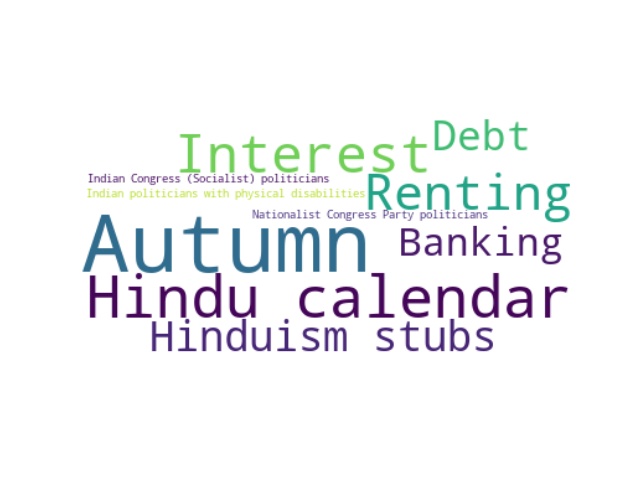 Interest Debt
Indian Congress (Socialist) politicians
Indian politicians with physical disabilities Renting
Nationalist Congress Party politicians
Autumn Banking
Hindu calendar
Hinduism stubs